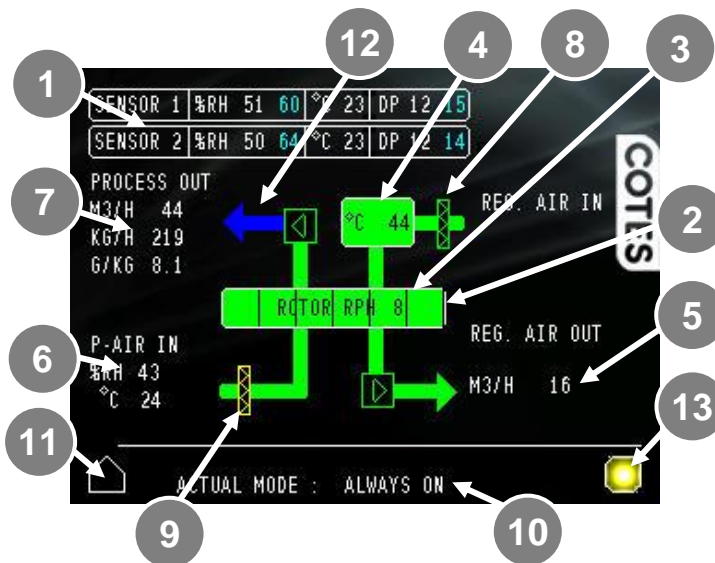 12
4
8
3
1
SENSOR 1 %RH 51 60 °C 23 DP 12 15
SENSOR 2 %RH 50 64 °C 23 DP 12 14
COTES
PROCESS OUT
7
M3/H 44
KG/H 219
G/KG 8.1
°C 44
REG. AIR IN
2
ROTOR RPH 8
REG. AIR OUT
5
P-AIR IN
6
%RH 43
°C 24
M3/H 16
13
11
ACTUAL MODE : ALWAYS ON
9
10